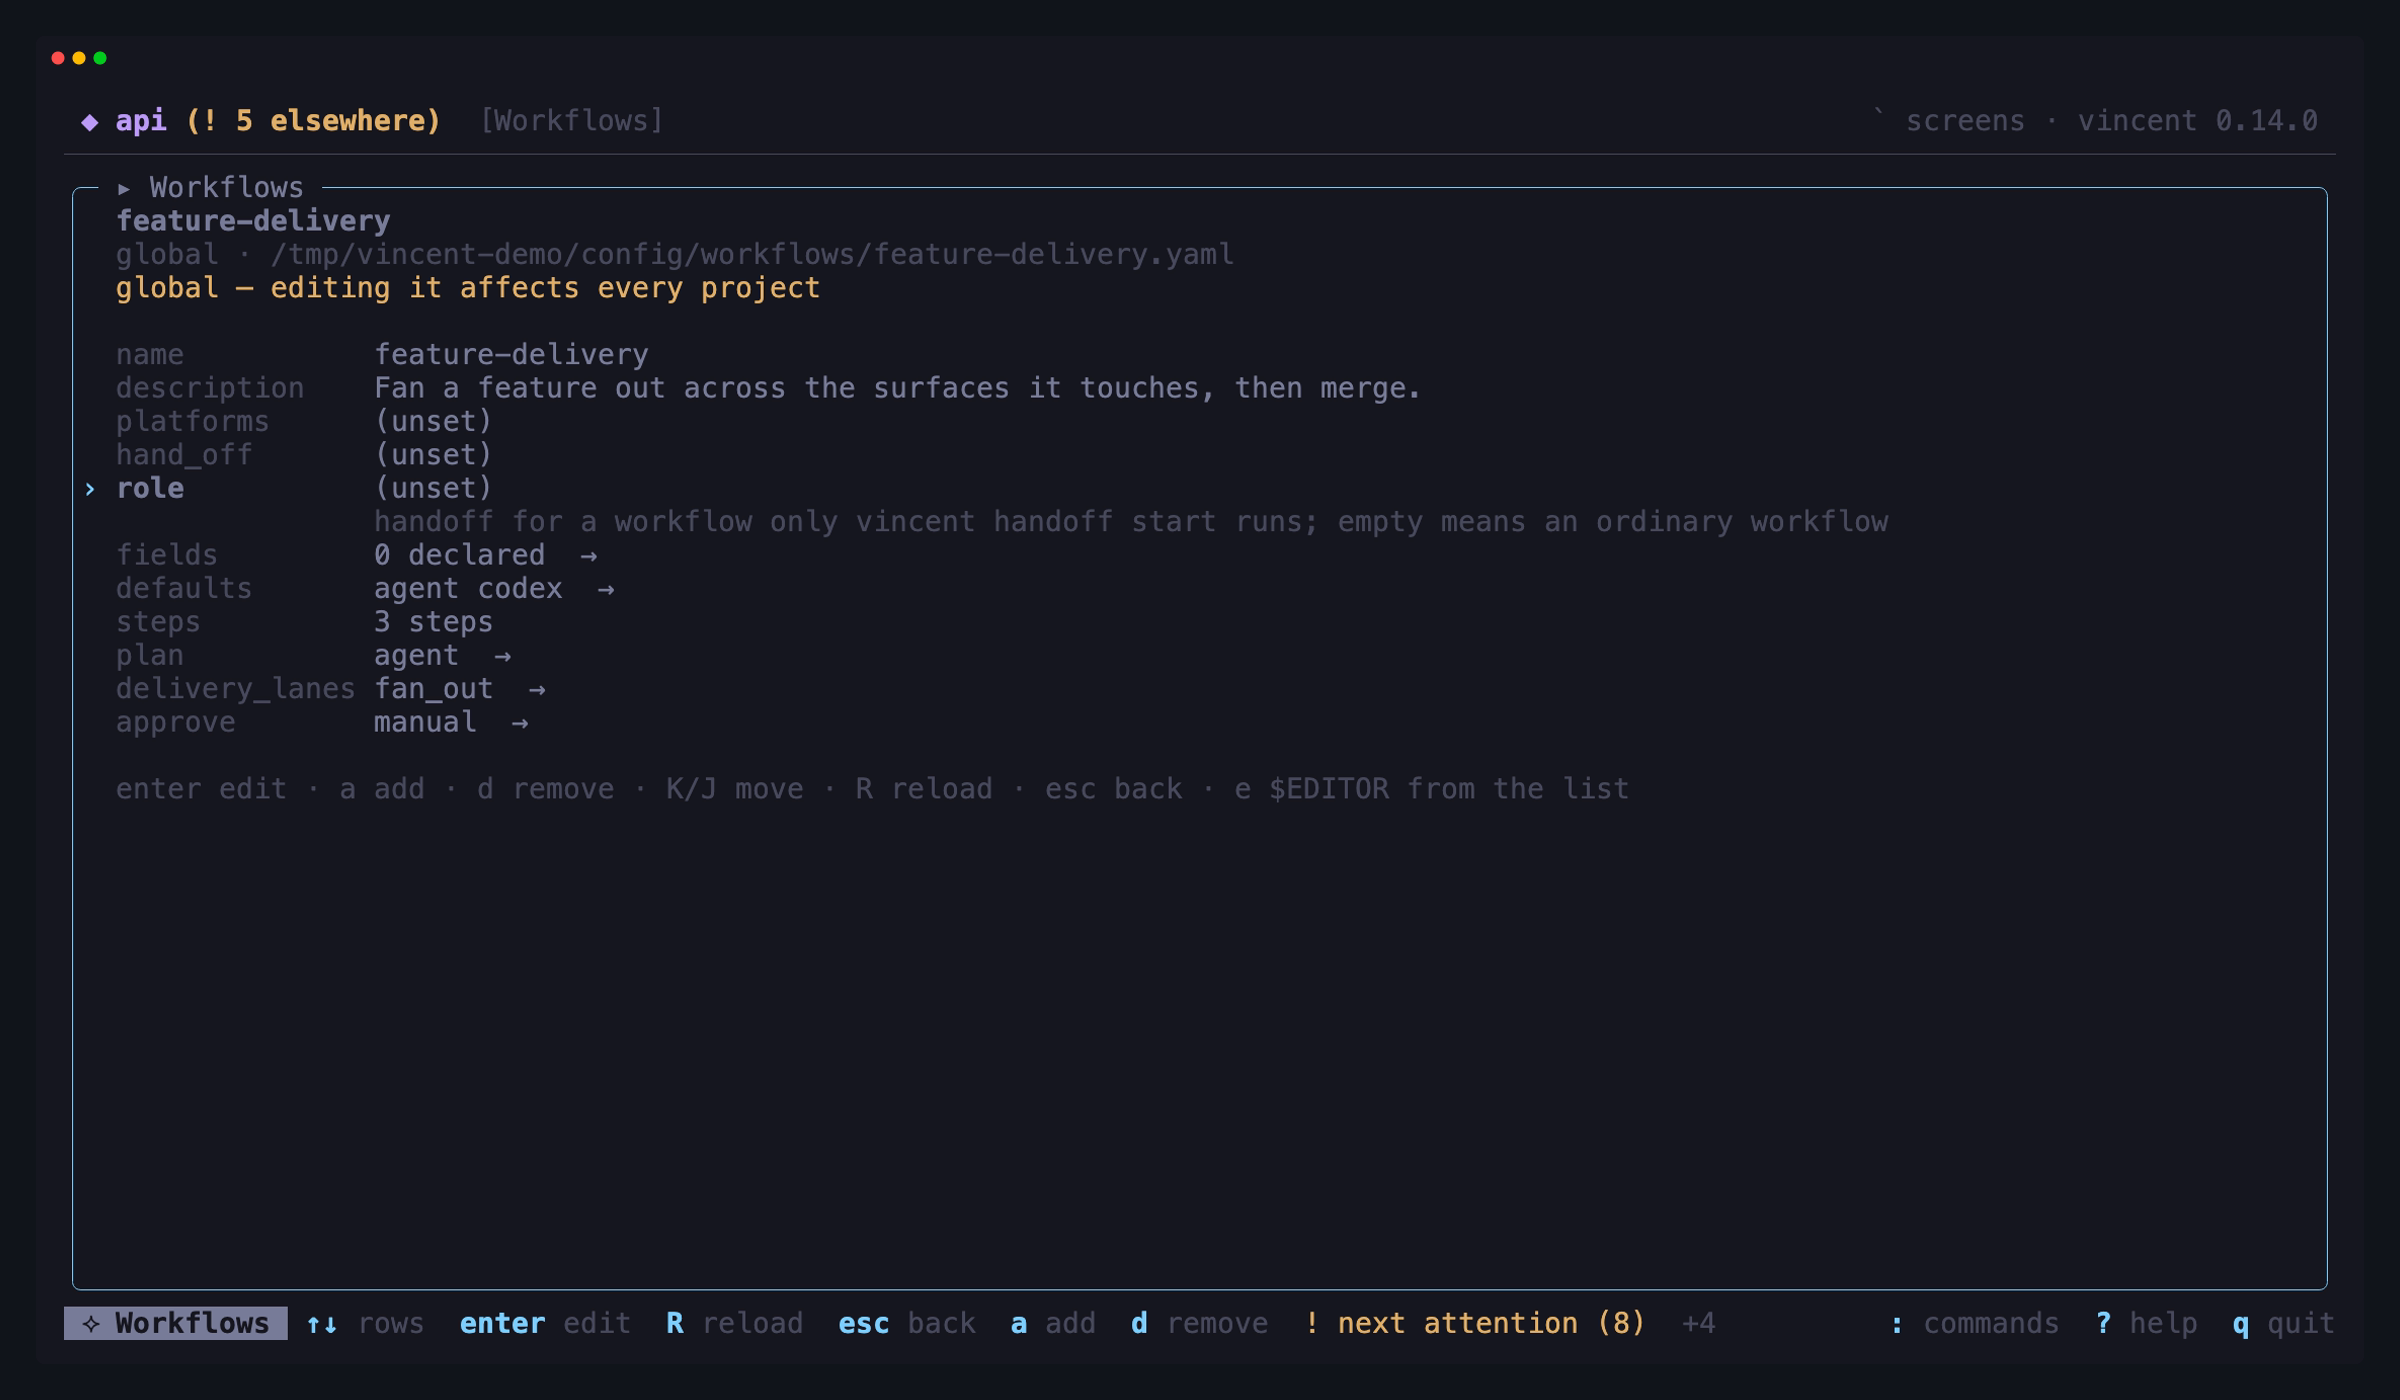 ◆ api (! 5 elsewhere) [Workflows] ` screens · vincent 0.14.0
▸ Workflows
feature-delivery
global · /tmp/vincent-demo/config/workflows/feature-delivery.yaml
global — editing it affects every project
name feature-delivery
description Fan a feature out across the surfaces it touches, then merge.
platforms (unset)
hand_off (unset)
› role (unset)
handoff for a workflow only vincent handoff start runs; empty means an ordinary workflow
fields 0 declared →
defaults agent codex →
steps 3 steps
plan agent →
delivery_lanes fan_out →
approve manual →
enter edit · a add · d remove · K/J move · R reload · esc back · e $EDITOR from the list
✧ Workflows ↑↓ rows enter edit R reload esc back a add d remove ! next attention (8) +4 : commands ? help q quit